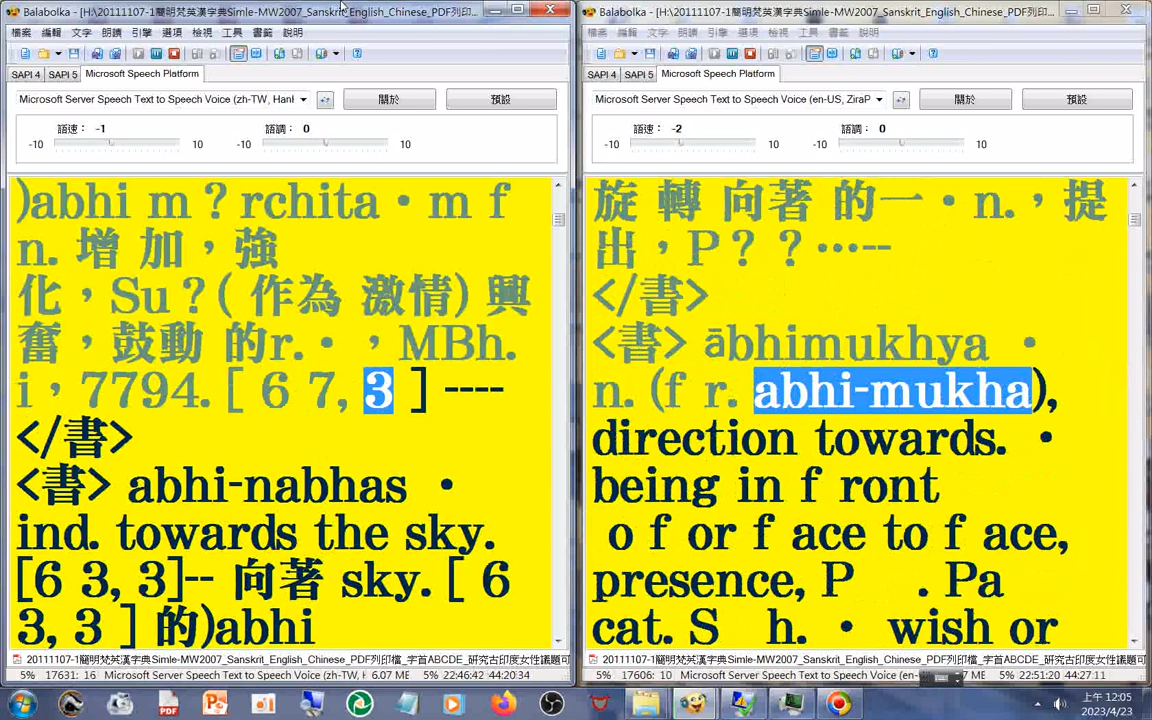 Balabolka - [H:\20111107-1簡明梵英漢字典Simle-MW2007_Sanskrit_English_Chinese_PDF列印...
檔案 編輯 文字 朗讀 引擎 選項 檢視 工具 書籤 說明
SAPI 4 SAPI 5 Microsoft Speech Platform
Microsoft Server Speech Text to Speech Voice (zh-TW, Hanl 關於 預設
語速： -1 語調： 0
-10 10 -10 10
)abhi m？rchita•m f
n. 增 加，強
化，Su？( 作為 激情) 興
奮，鼓動 的r.•，MBh.
i，7794. [ 6 7, 3 ] ----
</書>
<書> abhi-nabhas •
ind. towards the sky.
[6 3, 3]-- 向著 sky. [ 6
3, 3 ] 的)abhi
20111107-1簡明梵英漢字典Simle-MW2007_Sanskrit_English_Chinese_PDF列印檔_字首ABCDE_研究古印度女性議題可
5% 17631: 16 Microsoft Server Speech Text to Speech Voice (zh-TW, H 6.07 ME 5% 22:46:42 44:20:34
Balabolka - [H:\20111107-1簡明梵英漢字典Simle-MW2007_Sanskrit_English_Chinese_PDF列印...
檔案 編輯 文字 朗讀 引擎 選項 檢視 工具 書籤 說明
SAPI 4 SAPI 5 Microsoft Speech Platform
Microsoft Server Speech Text to Speech Voice (en-US, ZiraP 關於 預設
語速： -2 語調： 0
-10 10 -10 10
旋 轉 向著 的一•n.，提
出，P？？…--
</書>
<書> ābhimukhya •
n. (f r. abhi-mukha),
direction towards. •
being in f ront
o f or f ace to f ace,
presence, P . Pa
cat. S h. • wish or
20111107-1簡明梵英漢字典Simle-MW2007_Sanskrit_English_Chinese_PDF列印檔_字首ABCDE_研究古印度女性議題可
5% 17606: 10 Microsoft Server Speech Text to Speech Voice (en-us, 5% 22:51:20 44:27:11
上午 12:05
2023/4/23